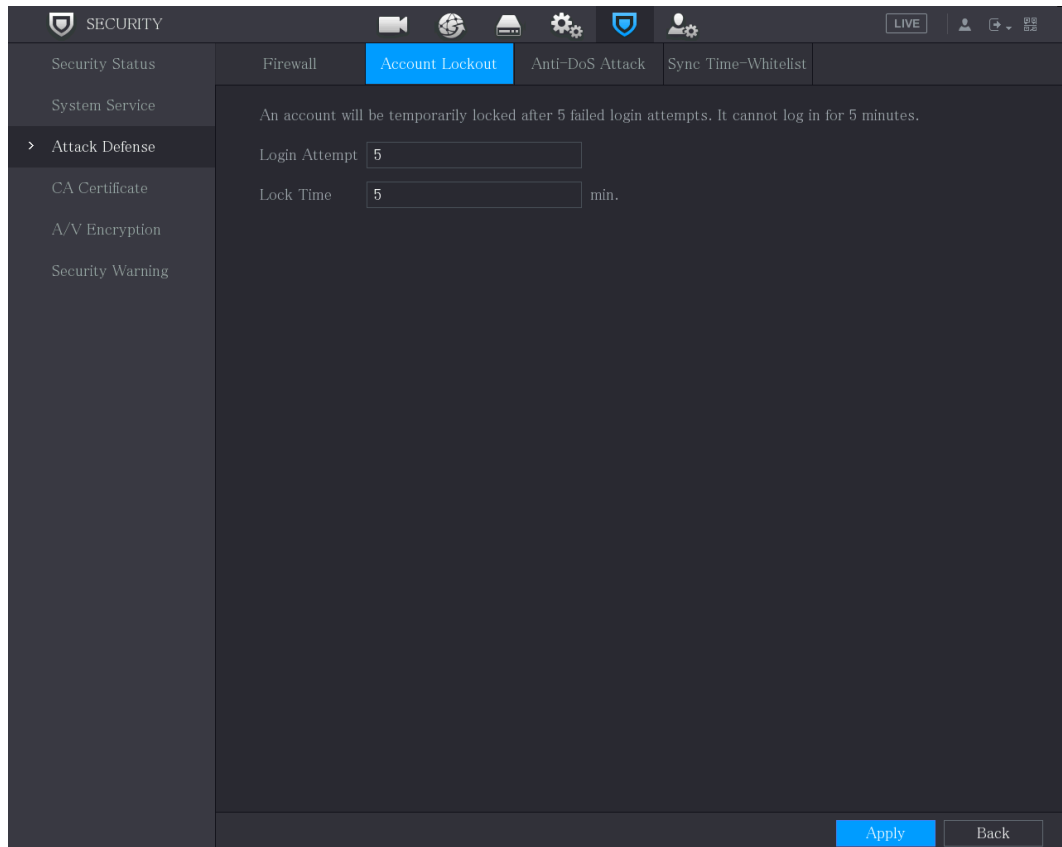 SECURITY
LIVE
Security Status
System Service
Attack Defense
CA Certificate
A/V Encryption
Security Warning
Firewall
Account Lockout
Anti-DoS Attack
Sync Time-Whitelist
An account will be temporarily locked after 5 failed login attempts. It cannot log in for 5 minutes.
Login Attempt 5
Lock Time 5 min.
Apply
Back